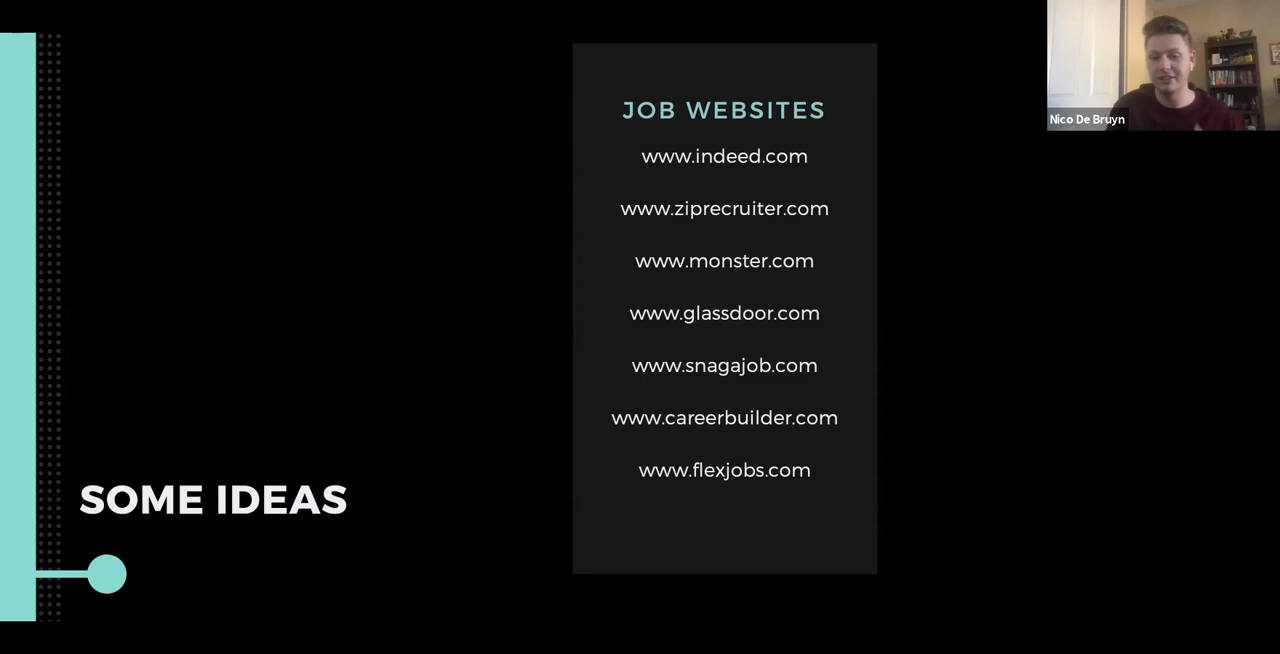 JOB WEBSITES
www.indeed.com
www.ziprecruiter.com
www.monster.com
www.glassdoor.com
www.snagajob.com
www.careerbuilder.com
www.flexjobs.com
SOME IDEAS
Nico De Bruyn